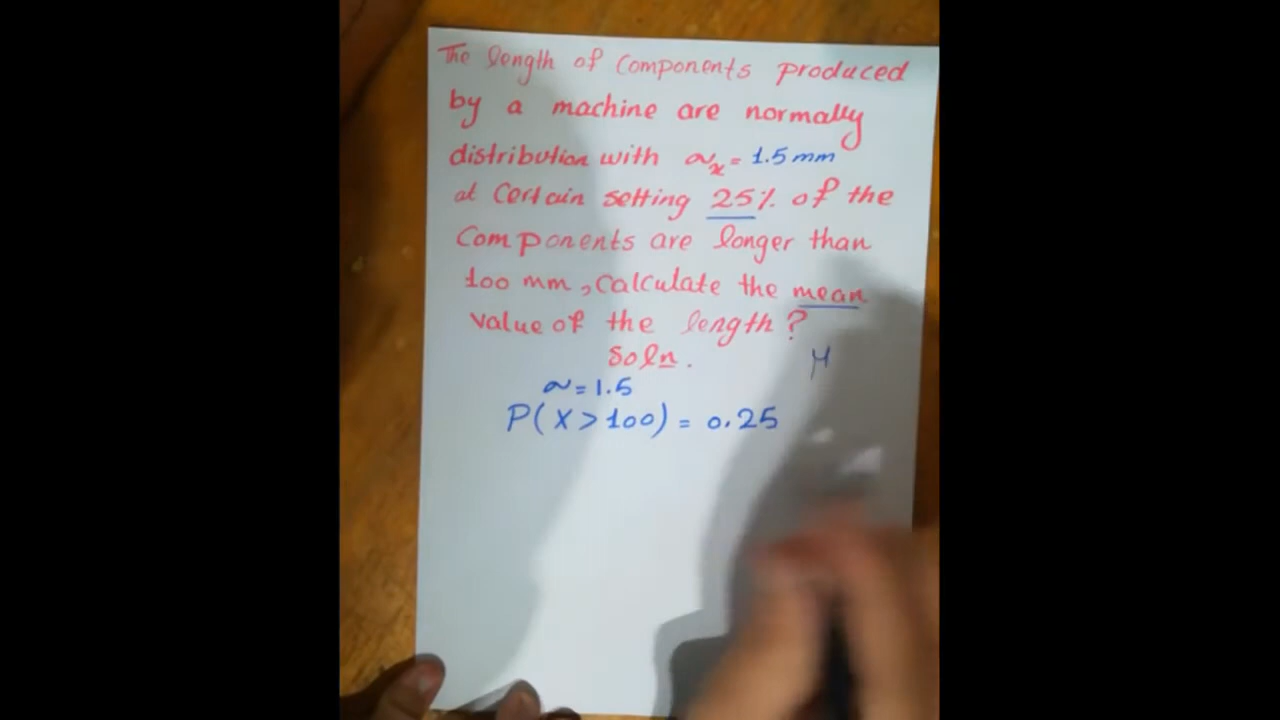 The length of components produced
by a machine are normally
distribution with σx = 1.5 mm
at certain setting 25% of the
components are longer than
100 mm, calculate the mean
value of the length?
soln.
μ
σ = 1.5
P(X > 100) = 0.25